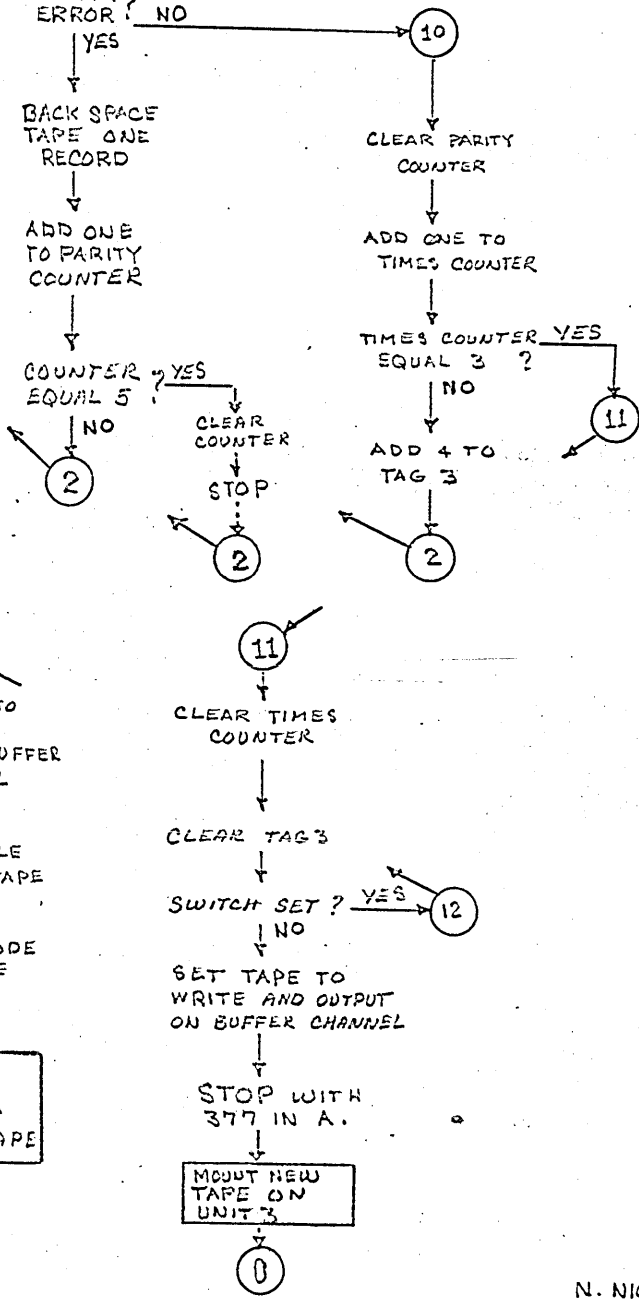 ERROR? NO
YES
10
BACK SPACE
TAPE ONE
RECORD
ADD ONE
TO PARITY
COUNTER
COUNTER
EQUAL 5 ?
YES
NO
2
CLEAR
COUNTER
STOP
2
CLEAR PARITY
COUNTER
ADD ONE TO
TIMES COUNTER
TIMES COUNTER
EQUAL 3 ?
YES
NO
11
ADD 4 TO
TAG 3
2
11
CLEAR TIMES
COUNTER
CLEAR TAG3
SWITCH SET? YES
12
NO
SET TAPE TO
WRITE AND OUTPUT
ON BUFFER CHANNEL
STOP WITH
377 IN A.
MOUNT NEW
TAPE ON
UNIT 3
0
TAPE
APE
N.